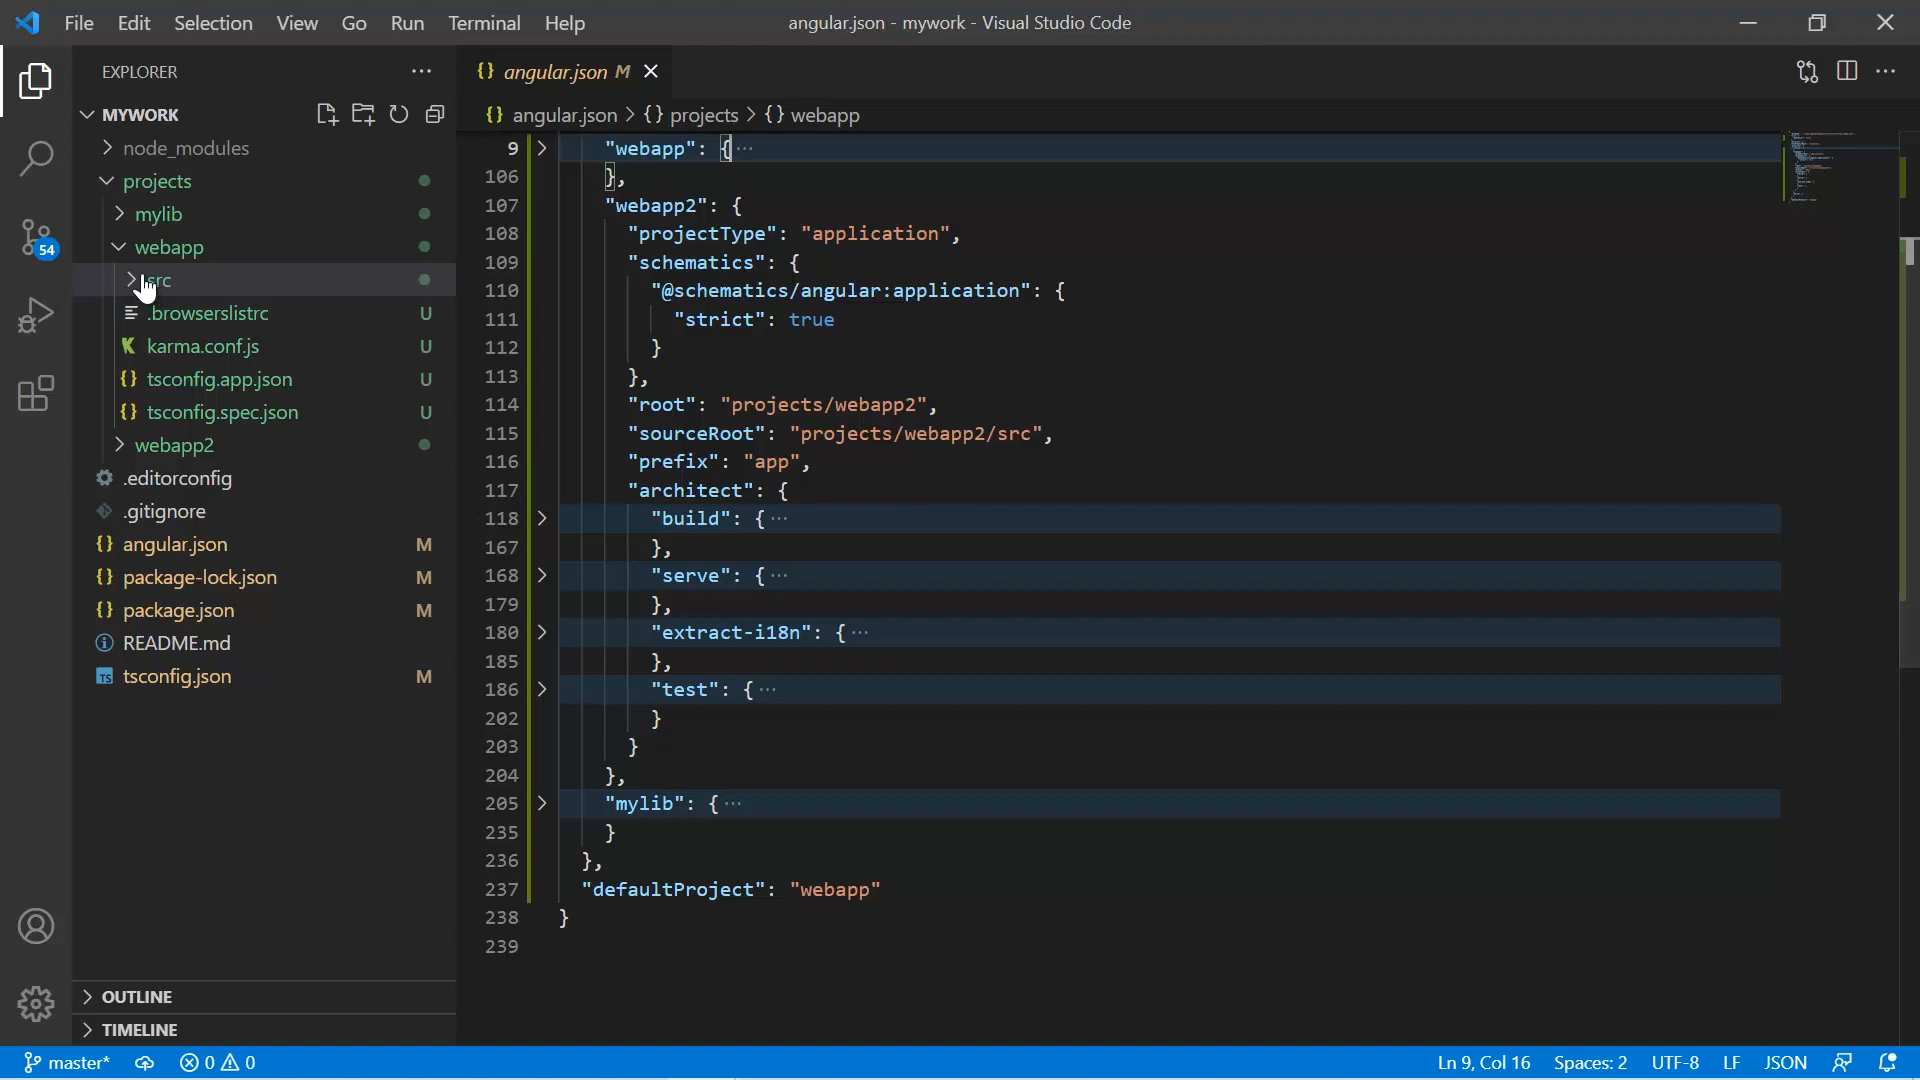 File Edit Selection View Go Run Terminal Help
angular.json - mywork - Visual Studio Code
EXPLORER
MYWORK
node_modules
projects
mylib
webapp
src
.browserslistrc U
karma.conf.js U
tsconfig.app.json U
tsconfig.spec.json U
webapp2
.editorconfig
.gitignore
{} angular.json M
{} package-lock.json M
{} package.json M
README.md
TS tsconfig.json M
OUTLINE
TIMELINE
54
{} angular.json M
{} angular.json > {} projects > {} webapp
9 "webapp": {···
106 },
107 "webapp2": {
108 "projectType": "application",
109 "schematics": {
110 "@schematics/angular:application": {
111 "strict": true
112 }
113 },
114 "root": "projects/webapp2",
115 "sourceRoot": "projects/webapp2/src",
116 "prefix": "app",
117 "architect": {
118 "build": {···
167 },
168 "serve": {···
179 },
180 "extract-i18n": {···
185 },
186 "test": {···
202 }
203 }
204 },
205 "mylib": {···
235 }
236 },
237 "defaultProject": "webapp"
238 }
239
master* 0 0
Ln 9, Col 16 Spaces: 2 UTF-8 LF JSON